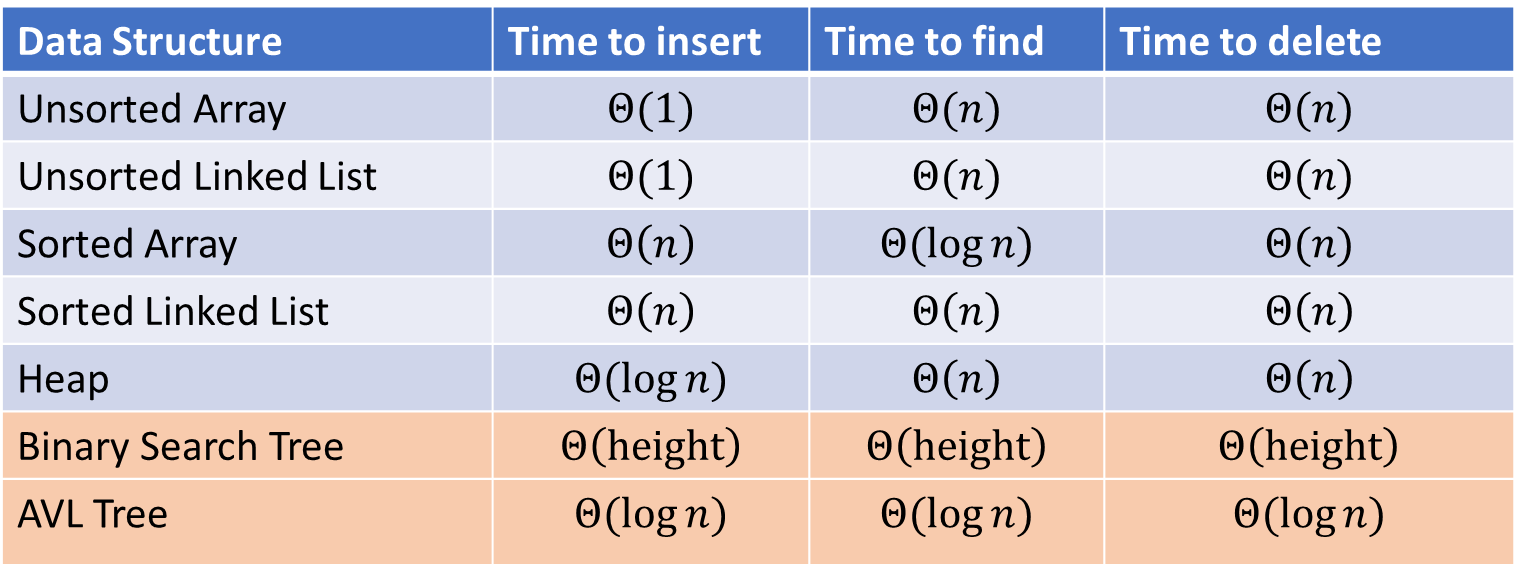 Data Structure Time to insert Time to find Time to delete
Unsorted Array Θ(1) Θ(n) Θ(n)
Unsorted Linked List Θ(1) Θ(n) Θ(n)
Sorted Array Θ(n) Θ(log n) Θ(n)
Sorted Linked List Θ(n) Θ(n) Θ(n)
Heap Θ(log n) Θ(n) Θ(n)
Binary Search Tree Θ(height) Θ(height) Θ(height)
AVL Tree Θ(log n) Θ(log n) Θ(log n)